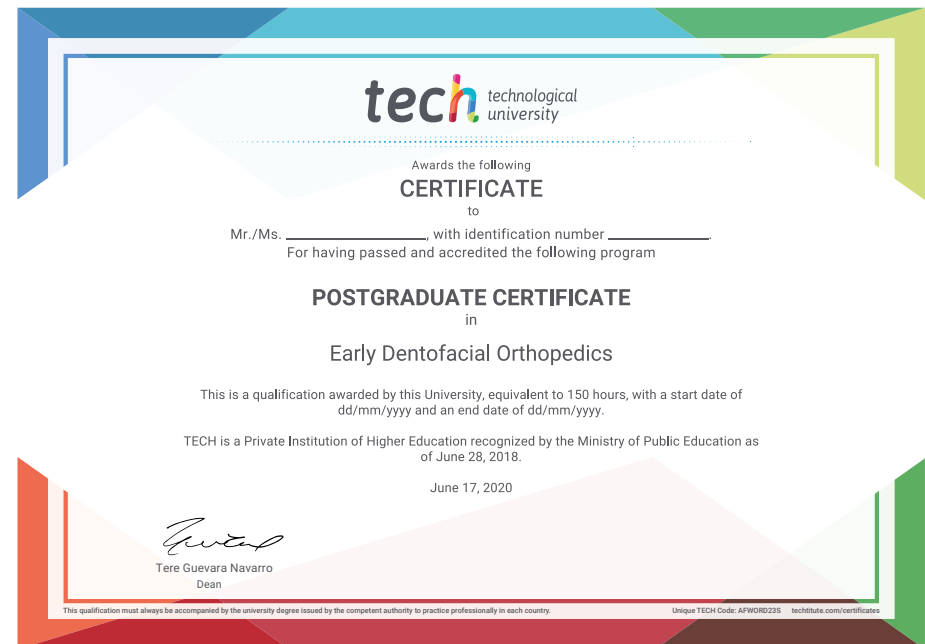 tech technological
university
Awards the following
CERTIFICATE
to
Mr./Ms. ____________________, with identification number ______________.
For having passed and accredited the following program
POSTGRADUATE CERTIFICATE
in
Early Dentofacial Orthopedics
This is a qualification awarded by this University, equivalent to 150 hours, with a start date of
dd/mm/yyyy and an end date of dd/mm/yyyy.
TECH is a Private Institution of Higher Education recognized by the Ministry of Public Education as
of June 28, 2018.
June 17, 2020
Tere Guevara Navarro
Dean
This qualification must always be accompanied by the university degree issued by the competent authority to practice professionally in each country.
Unique TECH Code: AFWORD23S techtitute.com/certificates